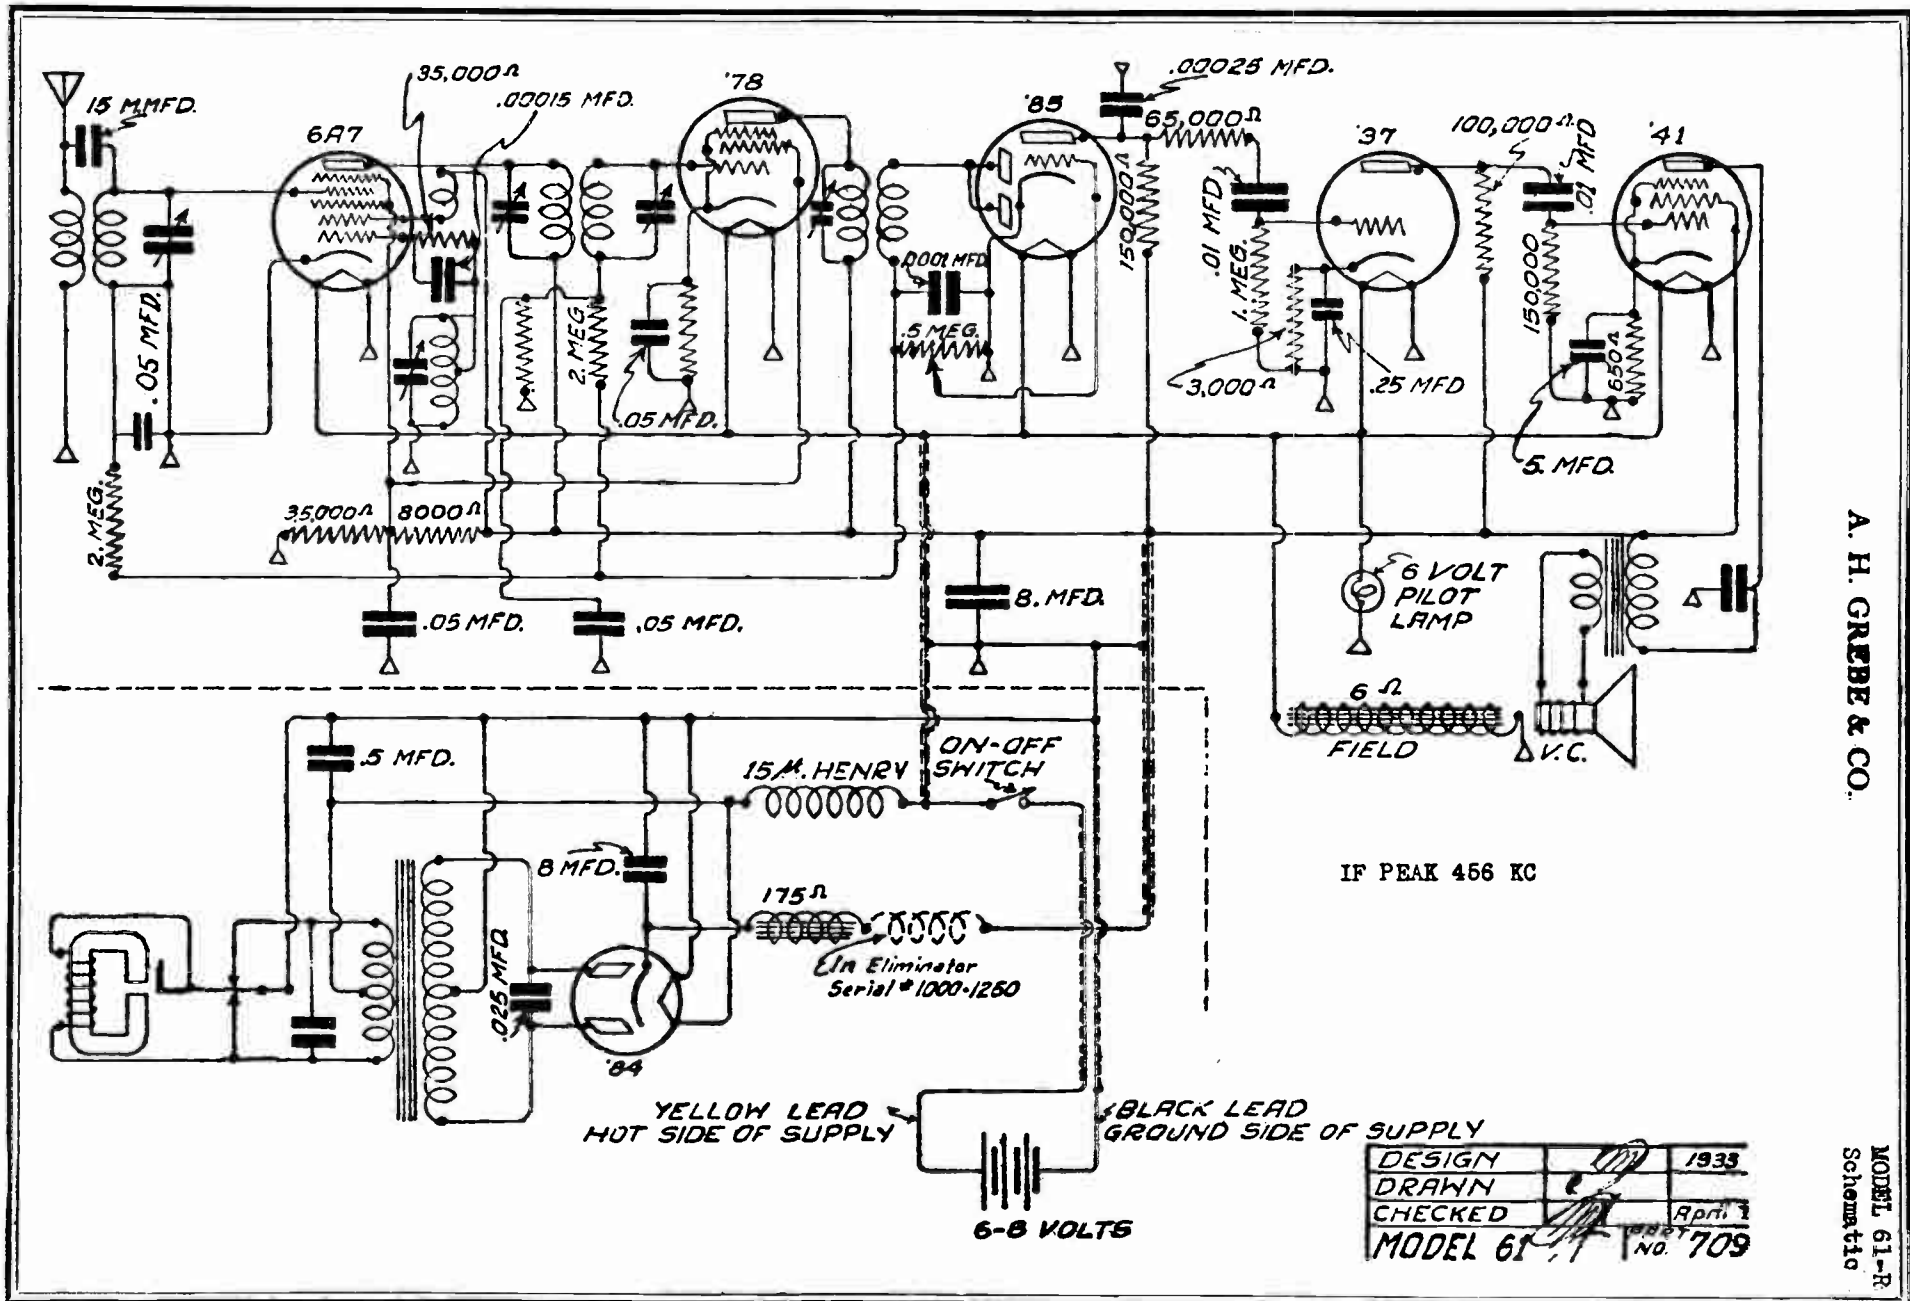 15 M.MFD.
6A7
35,000Ω
.00015 MFD.
'78
'85
.00025 MFD.
65,000Ω
'37
100,000Ω
.01 MFD
'41
.05 MFD.
2. MEG.
2. MEG.
.05 MFD.
.0001 MFD
.5 MEG.
150,000Ω
.01 MFD
1. MEG.
3,000Ω
.25 MFD
150,000
650Ω
5. MFD.
35,000Ω
8000Ω
.05 MFD.
.05 MFD.
8. MFD.
6 VOLT
PILOT
LAMP
6 Ω
FIELD
V.C.
.5 MFD.
15 M. HENRY
ON-OFF
SWITCH
8 MFD.
175Ω
In Eliminator
Serial # 1000-1250
.025 MFD.
'84
IF PEAK 456 KC
YELLOW LEAD
HOT SIDE OF SUPPLY
BLACK LEAD
GROUND SIDE OF SUPPLY
6-8 VOLTS
DESIGN 1933
DRAWN
CHECKED April
MODEL 61 PART NO. 709
A. H. GREBE & CO.
MODEL 61-R
Schematic